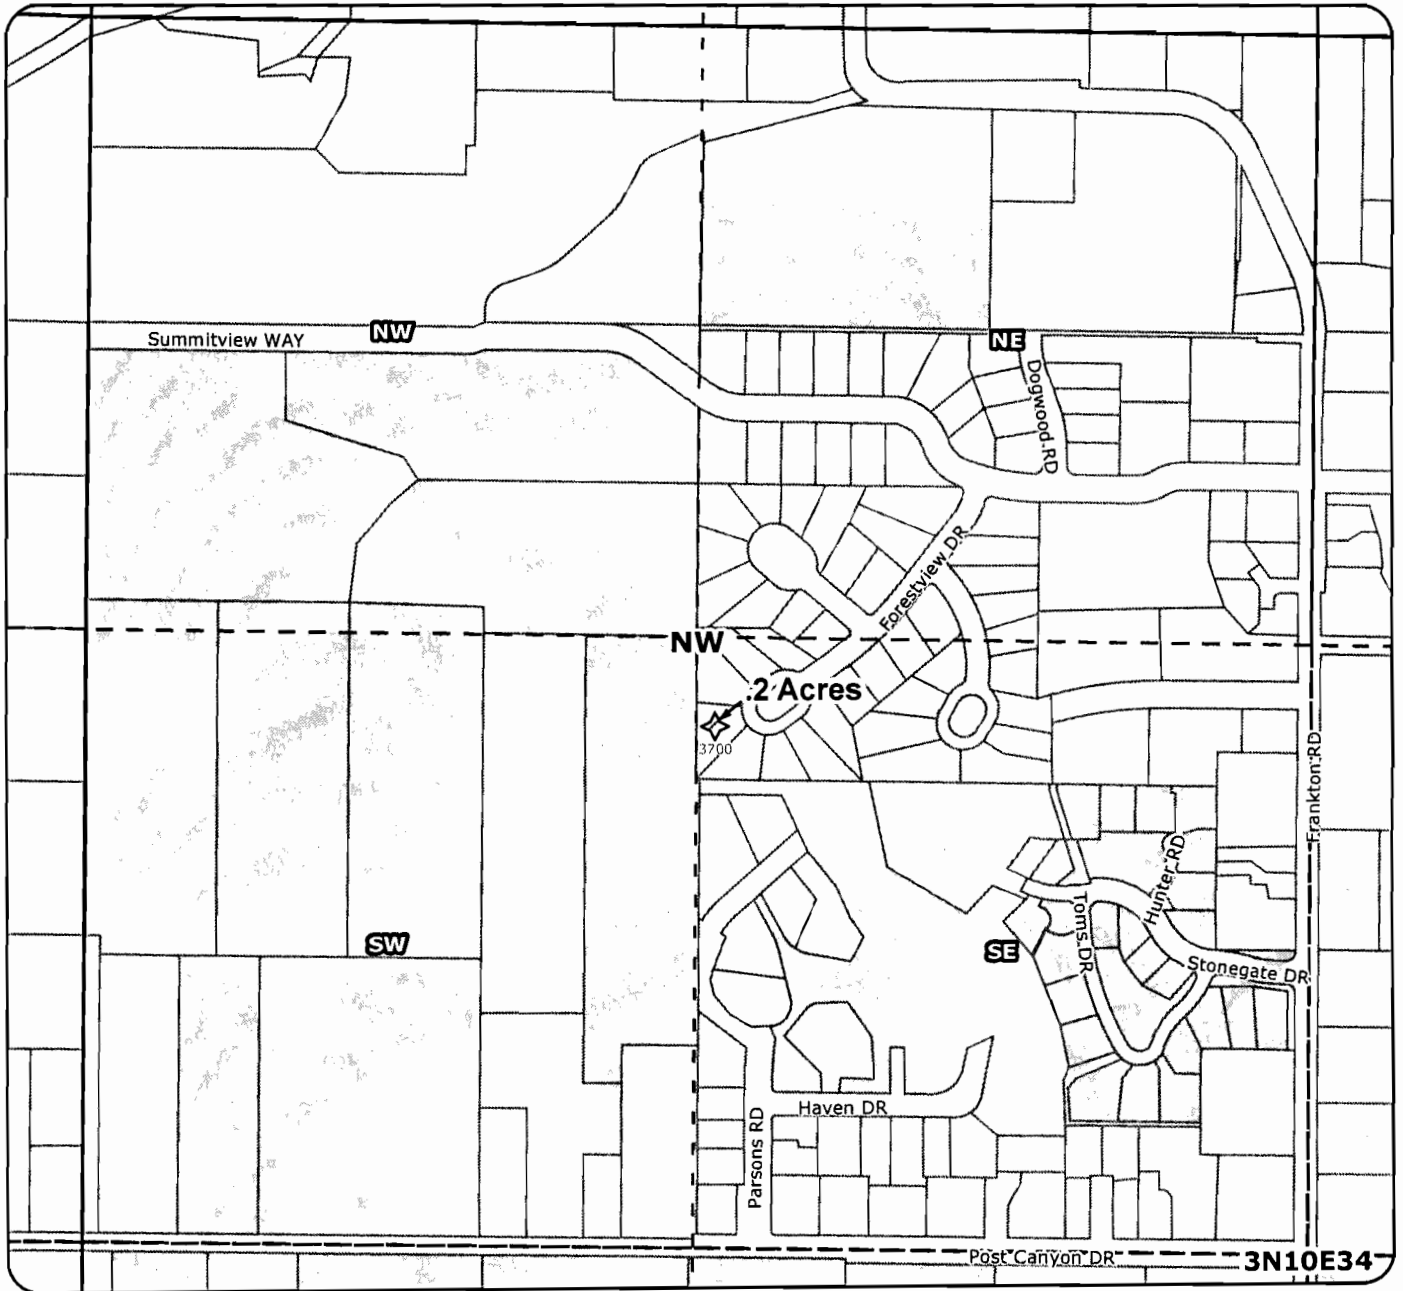 Summitview WAY
NW
NE
Dogwood RD
Forestview DR
NW
.2 Acres
3700
Frankton RD
Hunter RD
Toms DR
SW
SE
Stonegate DR
Haven DR
Parsons RD
Post Canyon DR
3N10E34